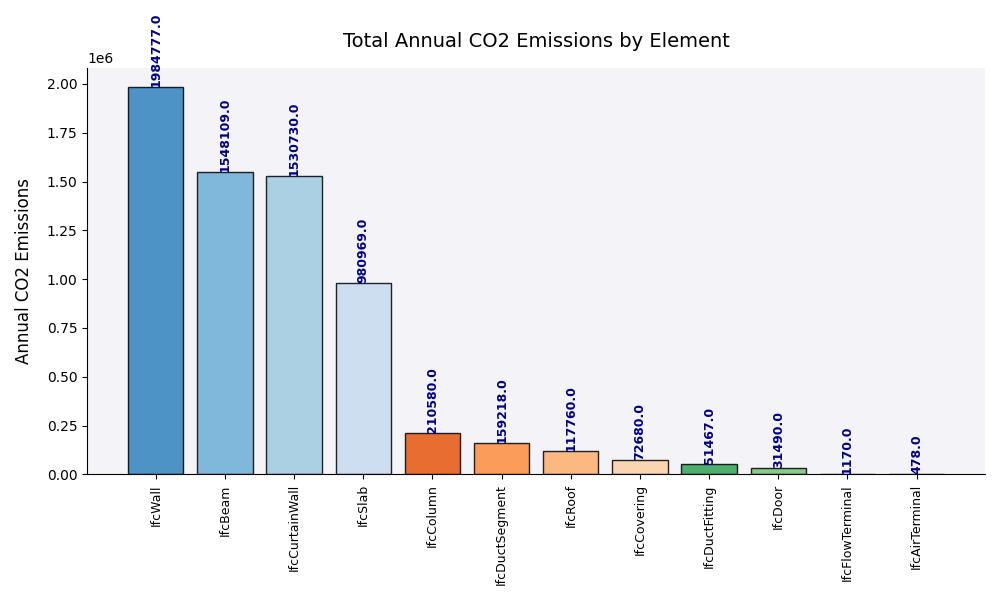 Total Annual CO2 Emissions by Element
1e6
Annual CO2 Emissions
2.00
1.75
1.50
1.25
1.00
0.75
0.50
0.25
0.00
1984777.0
1548109.0
1530730.0
980969.0
210580.0
159218.0
117760.0
72680.0
51467.0
31490.0
1170.0
478.0
IfcWall
IfcBeam
IfcCurtainWall
IfcSlab
IfcColumn
IfcDuctSegment
IfcRoof
IfcCovering
IfcDuctFitting
IfcDoor
IfcFlowTerminal
IfcAirTerminal